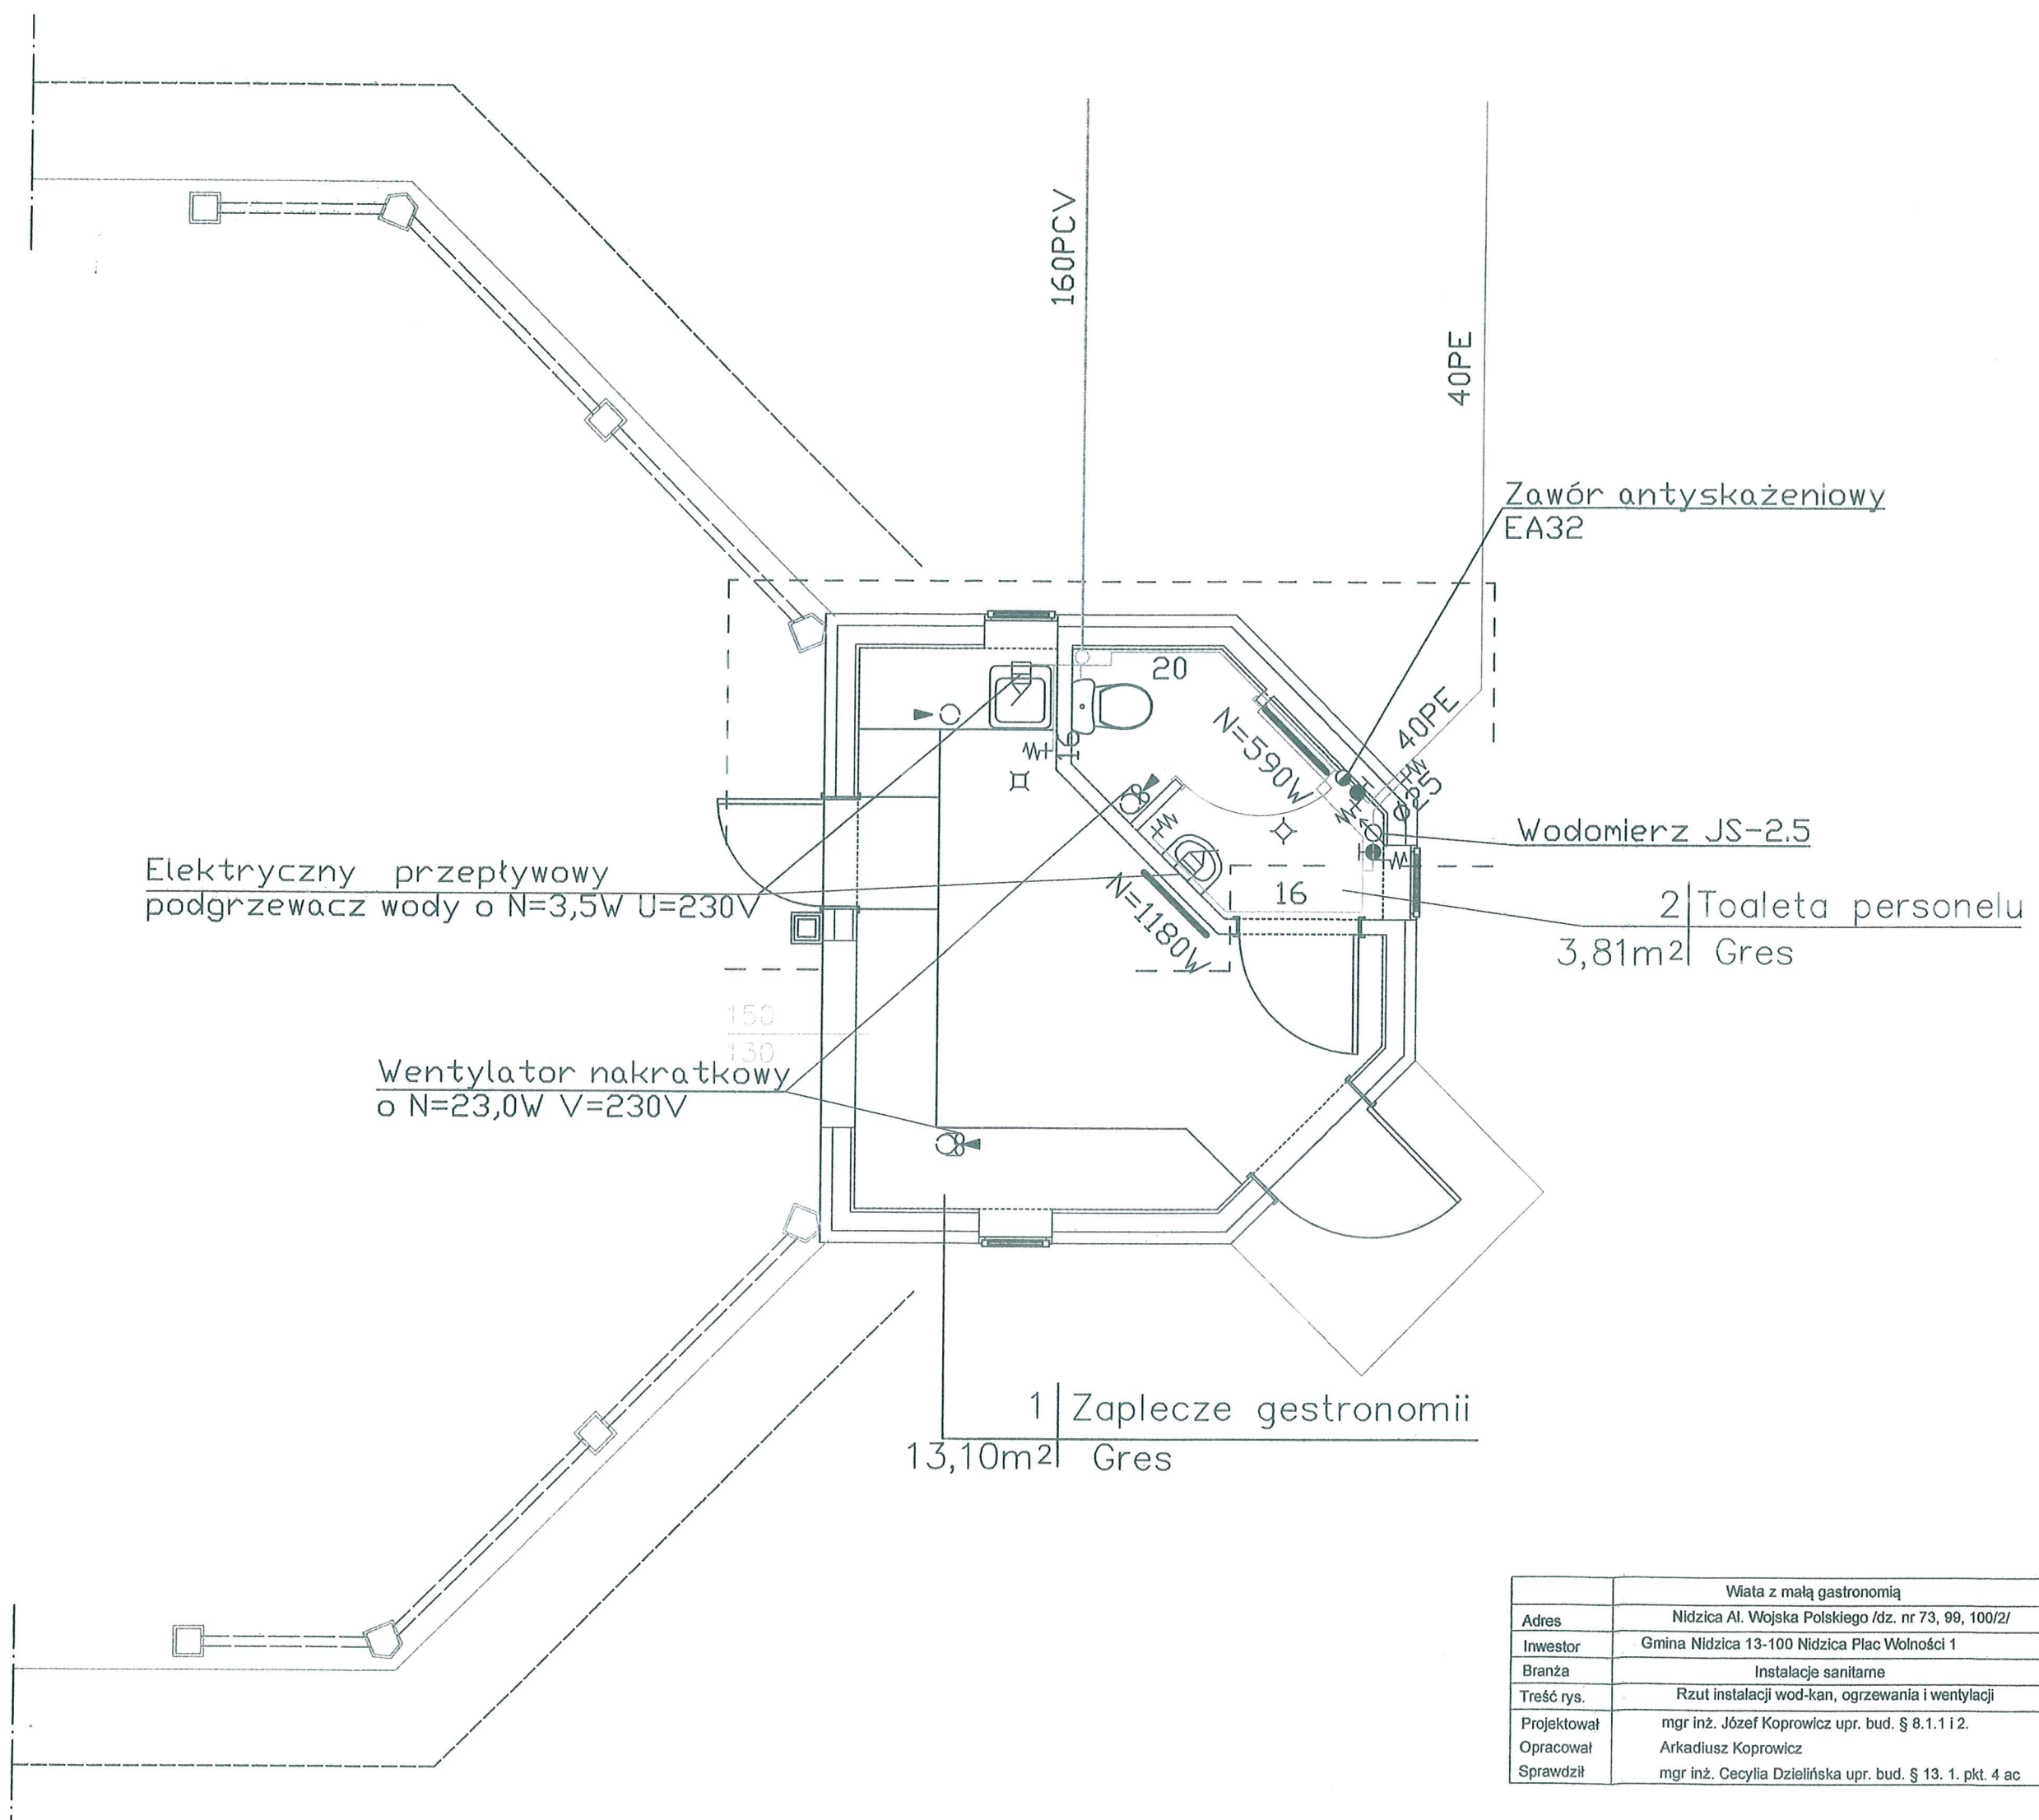 160PCV
40PE
Zawór antyskażeniowy
EA32
20
N=590W
40PE
Ø25
Wodomierz JS-2.5
Elektryczny przepływowy
podgrzewacz wody o N=3,5W U=230V
16
N=1180W
2 Toaleta personelu
3,81m2 Gres
150
130
Wentylator nakratkowy
o N=23,0W V=230V
1 Zaplecze gestronomii
13,10m2 Gres
Wiata z małą gastronomią
Adres Nidzica Al. Wojska Polskiego /dz. nr 73, 99, 100/2/
Inwestor Gmina Nidzica 13-100 Nidzica Plac Wolności 1
Branża Instalacje sanitarne
Treść rys. Rzut instalacji wod-kan, ogrzewania i wentylacji
Projektował mgr inż. Józef Koprowicz upr. bud. § 8.1.1 i 2.
Opracował Arkadiusz Koprowicz
Sprawdził mgr inż. Cecylia Dzielińska upr. bud. § 13. 1. pkt. 4 ac